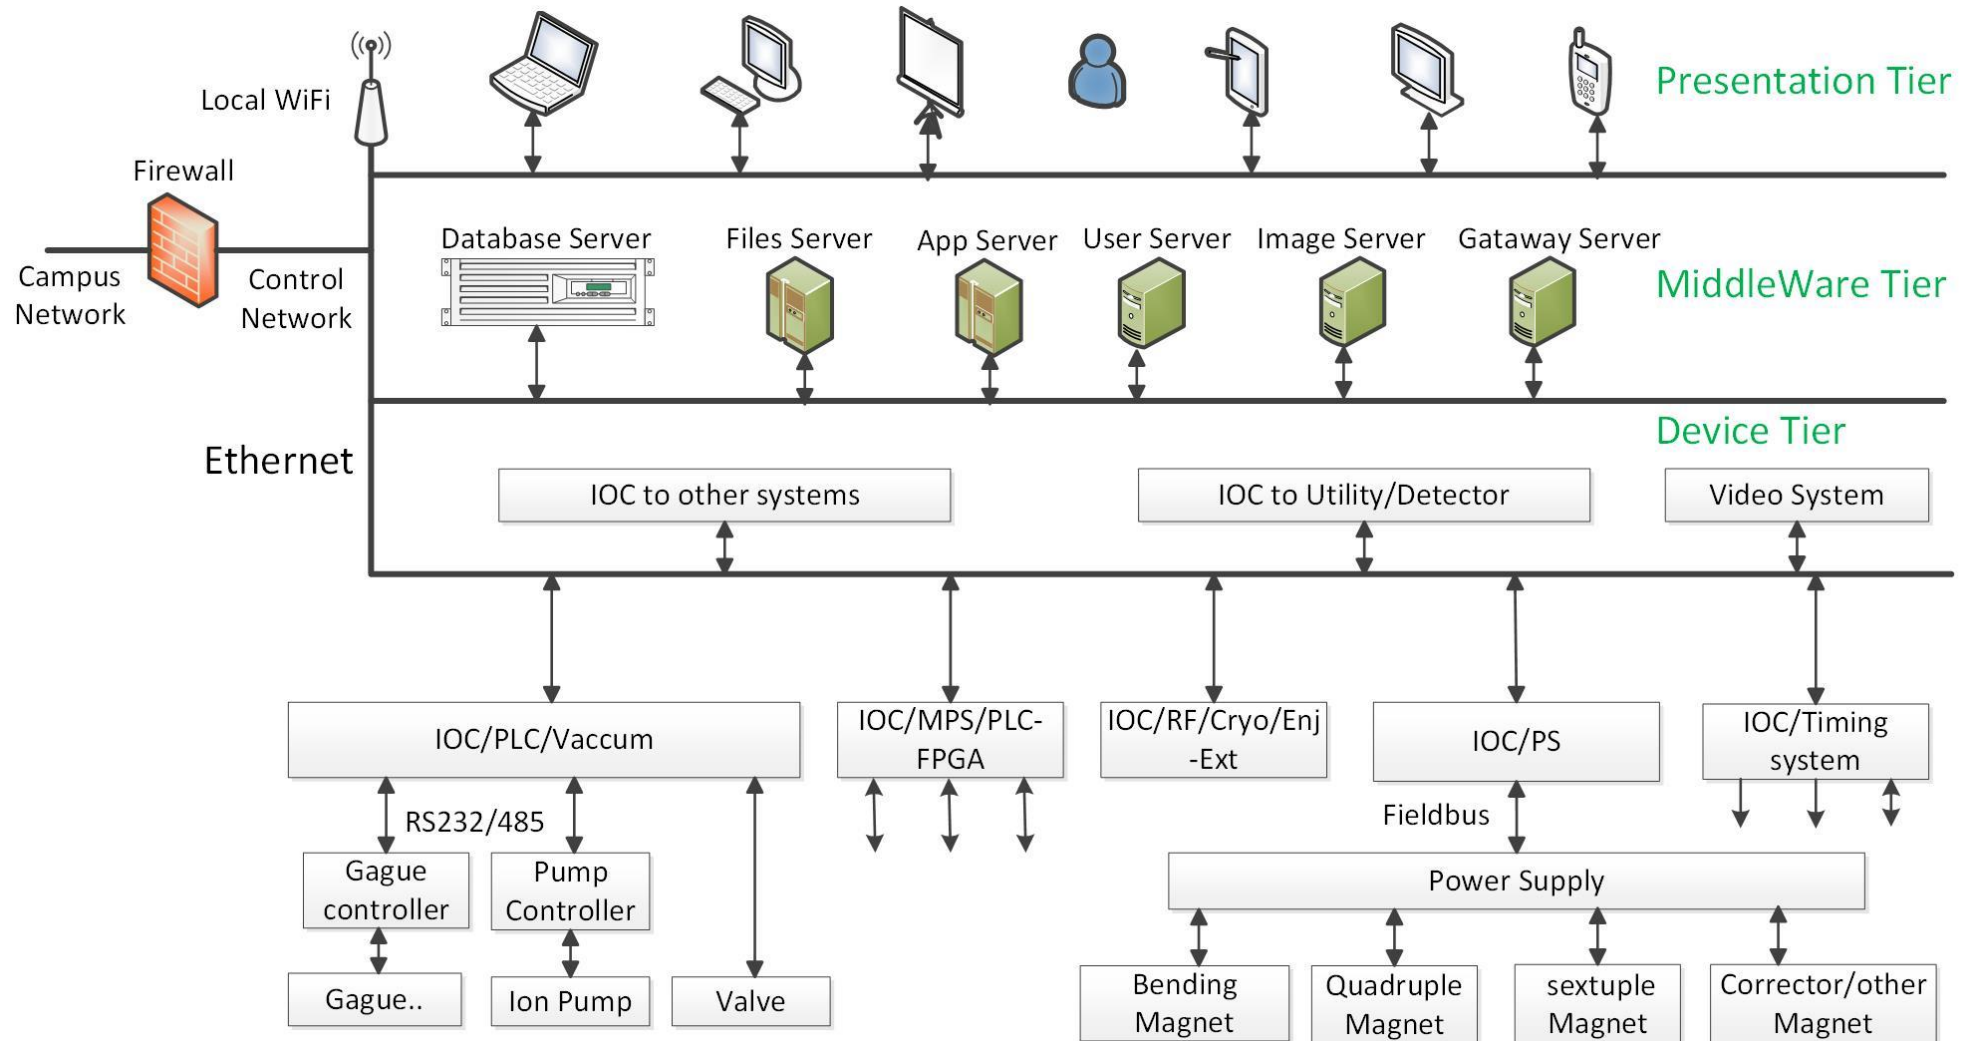 Local WiFi
Presentation Tier
Firewall
Campus
Network
Control
Network
Database Server
Files Server
App Server
User Server
Image Server
Gataway Server
MiddleWare Tier
Ethernet
Device Tier
IOC to other systems
IOC to Utility/Detector
Video System
IOC/PLC/Vaccum
IOC/MPS/PLC-
FPGA
IOC/RF/Cryo/Enj
-Ext
IOC/PS
IOC/Timing
system
RS232/485
Fieldbus
Gague
controller
Pump
Controller
Power Supply
Gague..
Ion Pump
Valve
Bending
Magnet
Quadruple
Magnet
sextuple
Magnet
Corrector/other
Magnet